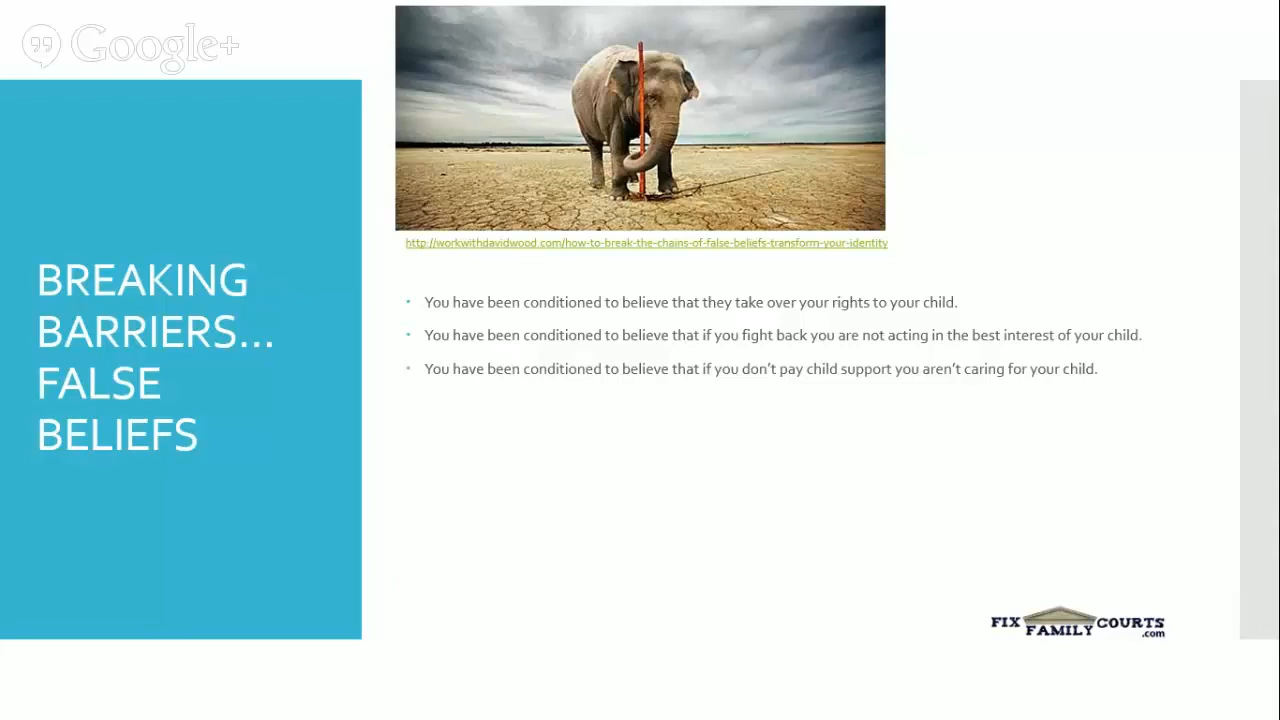 Google+
http://workwithdavidwood.com/how-to-break-the-chains-of-false-beliefs-transform-your-identity
BREAKING
BARRIERS...
FALSE
BELIEFS
• You have been conditioned to believe that they take over your rights to your child.
• You have been conditioned to believe that if you fight back you are not acting in the best interest of your child.
• You have been conditioned to believe that if you don't pay child support you aren't caring for your child.
FIX FAMILY COURTS
.com